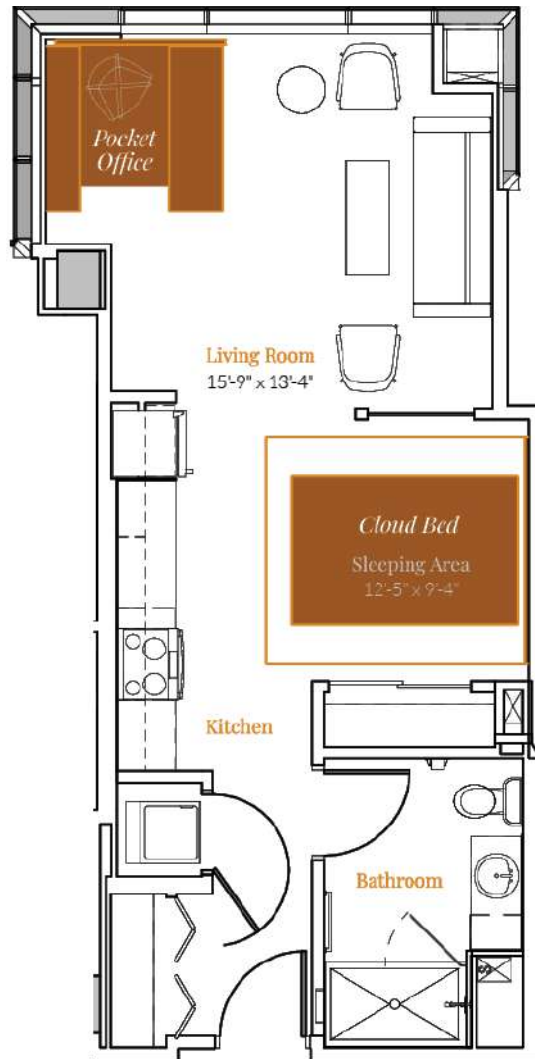 Pocket
Office
Living Room
15'-9" x 13'-4"
Cloud Bed
Sleeping Area
12'-5" x 9'-4"
Kitchen
Bathroom
S